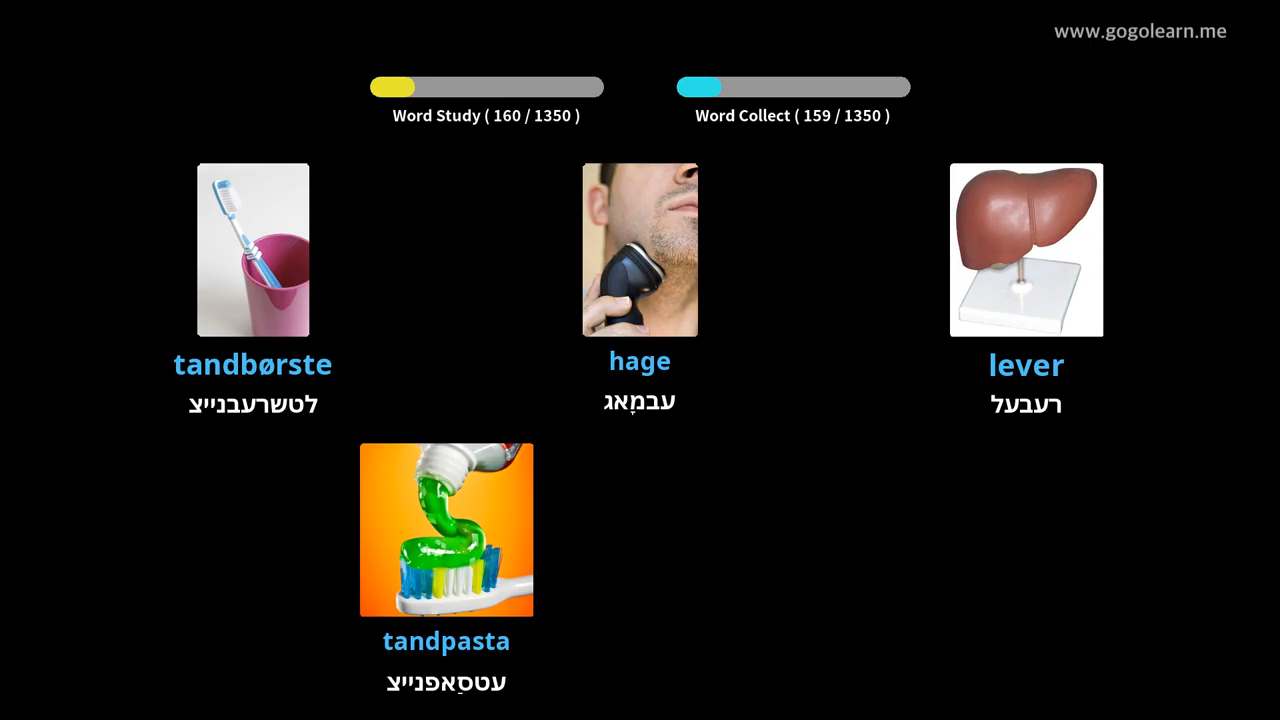 www.gogolearn.me
Word Study ( 160 / 1350 )
Word Collect ( 159 / 1350 )
tandbørste
לטשרעבנייצ
hage
עבמָאג
lever
רעבעל
tandpasta
עטסַאפנייצ